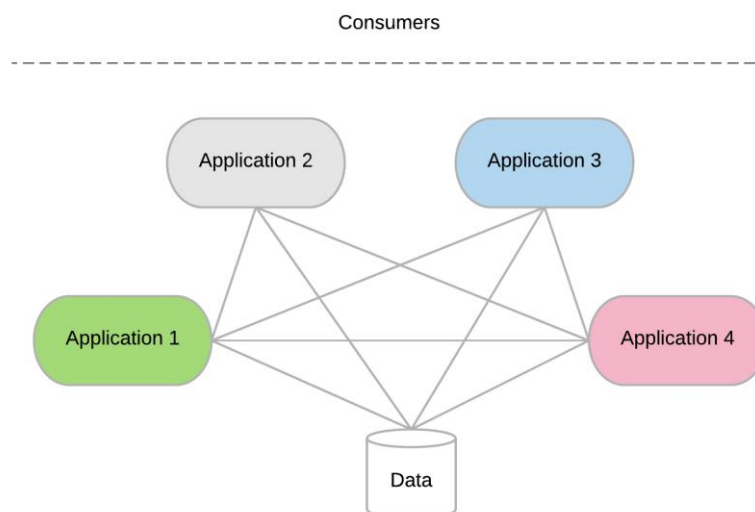 Consumers
Application 2
Application 3
Application 1
Application 4
Data